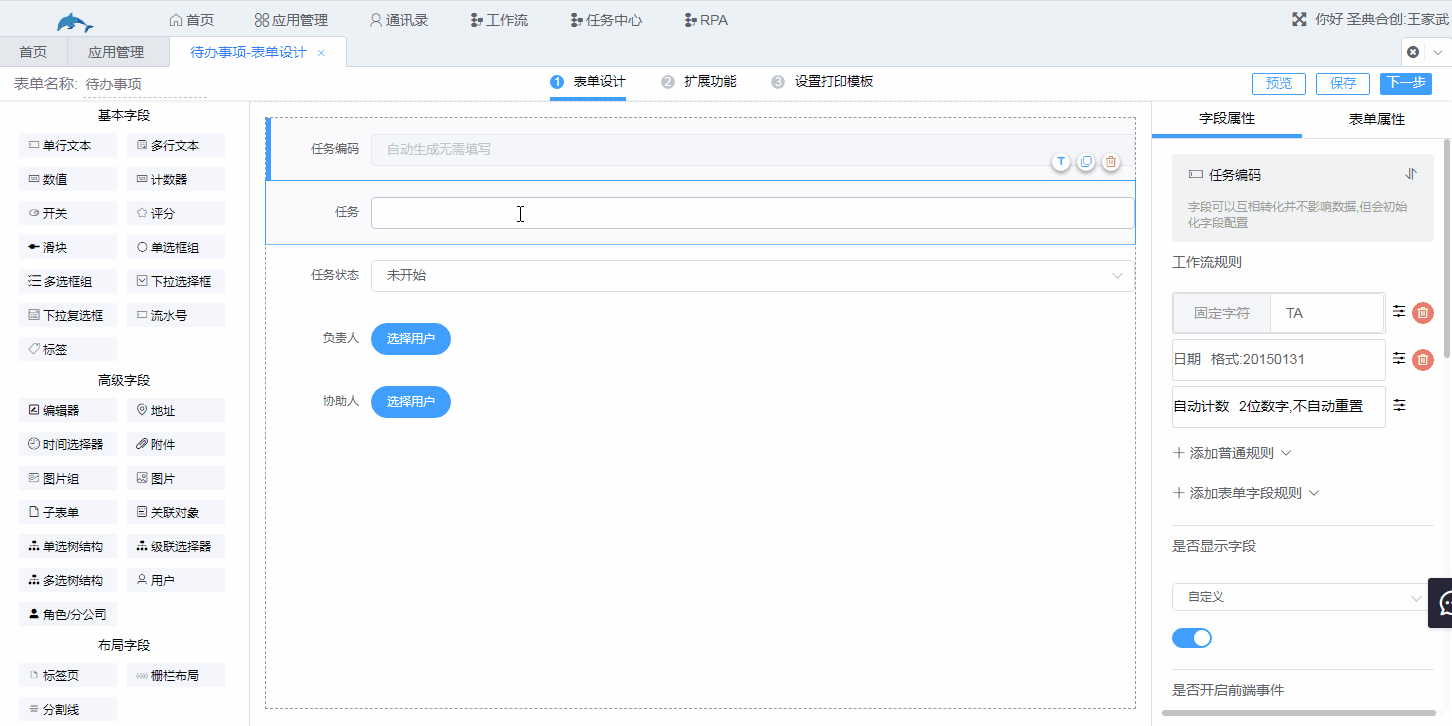 首页 应用管理 通讯录 工作流 任务中心 RPA 你好 圣典合创:王家武
首页 应用管理 待办事项-表单设计
表单名称: 待办事项 1 表单设计 2 扩展功能 3 设置打印模板 预览 保存 下一步
基本字段
单行文本 多行文本
数值 计数器
开关 评分
滑块 单选框组
多选框组 下拉选择框
下拉复选框 流水号
标签
高级字段
编辑器 地址
时间选择器 附件
图片组 图片
子表单 关联对象
单选树结构 级联选择器
多选树结构 用户
角色/分公司
布局字段
标签页 栅栏布局
分割线
任务编码 自动生成无需填写
T
任务
任务状态 未开始
负责人 选择用户
协助人 选择用户
字段属性 表单属性
任务编码
字段可以互相转化并不影响数据,但会初始
化字段配置
工作流规则
固定字符 TA
日期 格式:20150131
自动计数 2位数字,不自动重置
添加普通规则
添加表单字段规则
是否显示字段
自定义
是否开启前端事件